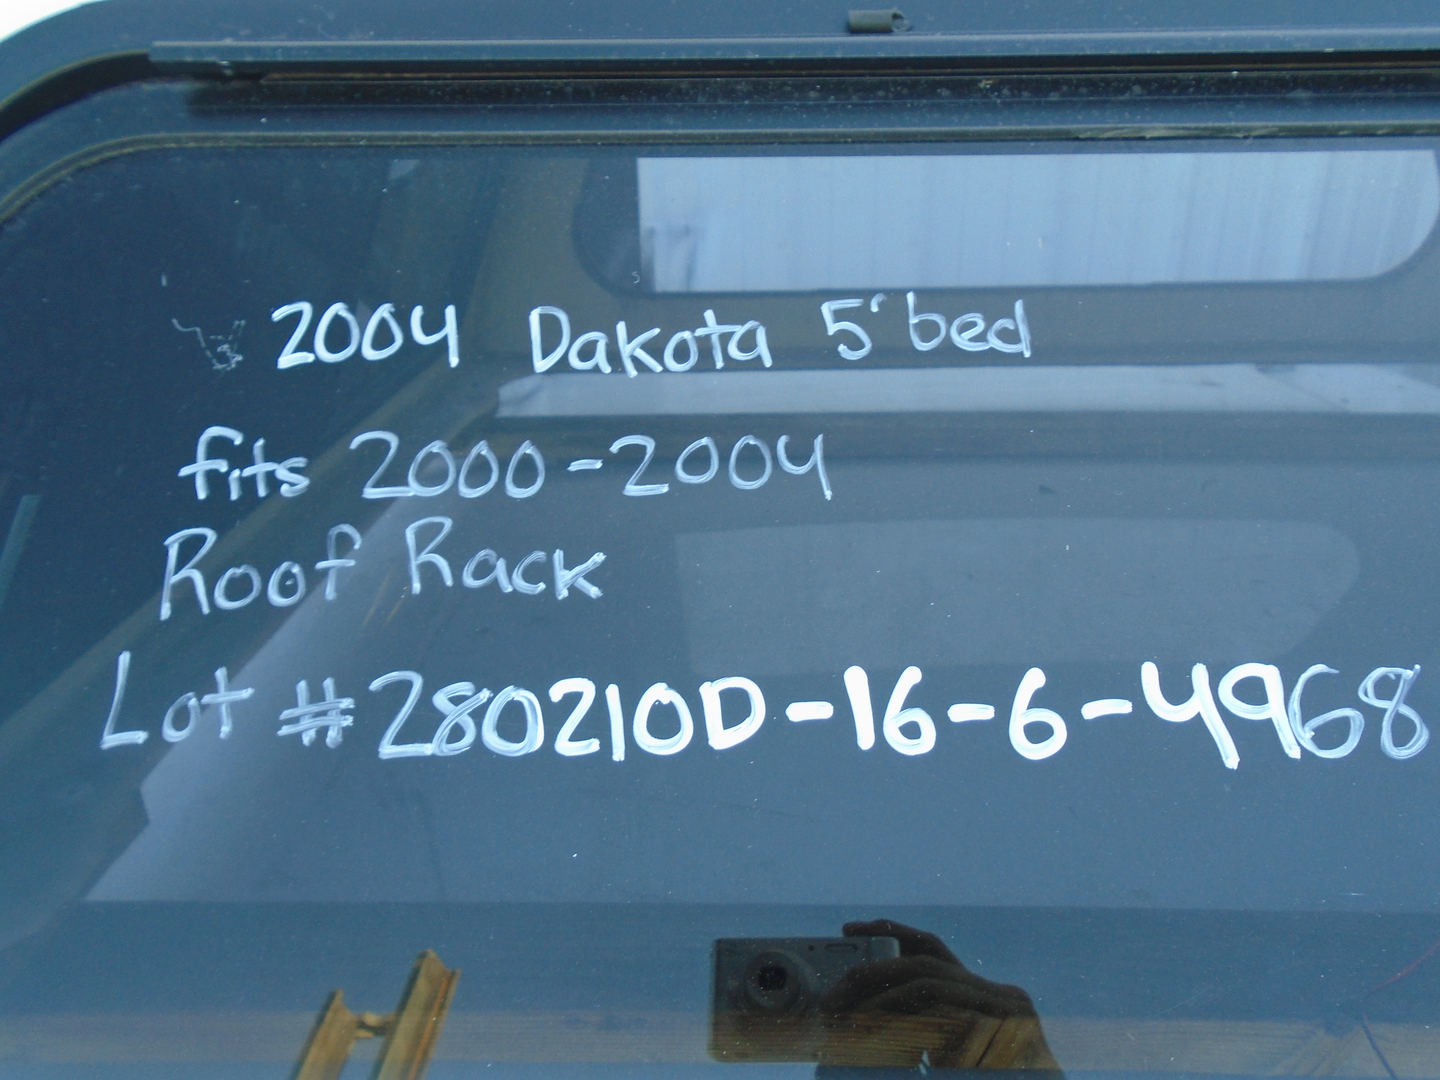 2004 Dakota 5' bed
fits 2000-2004
Roof Rack
Lot #280210D-16-6-4968